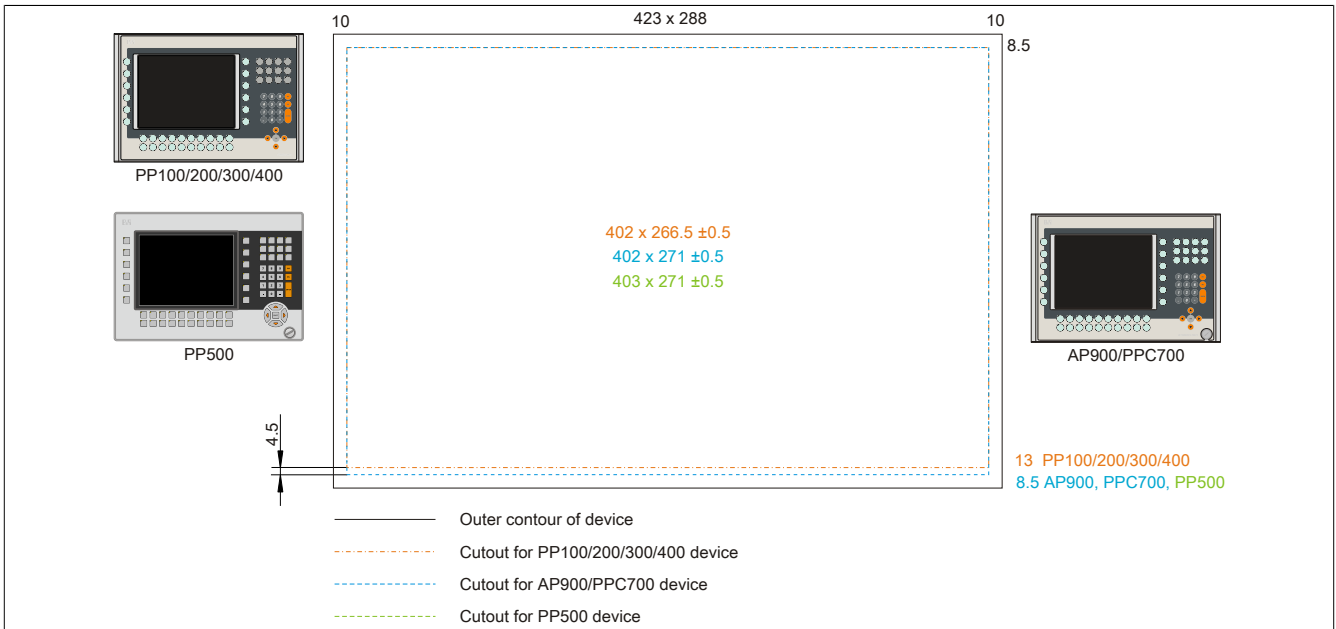 10
423 x 288
10
8.5
PP100/200/300/400
402 x 266.5 ±0.5
402 x 271 ±0.5
403 x 271 ±0.5
PP500
AP900/PPC700
4.5
13 PP100/200/300/400
8.5 AP900, PPC700, PP500
Outer contour of device
Cutout for PP100/200/300/400 device
Cutout for AP900/PPC700 device
Cutout for PP500 device